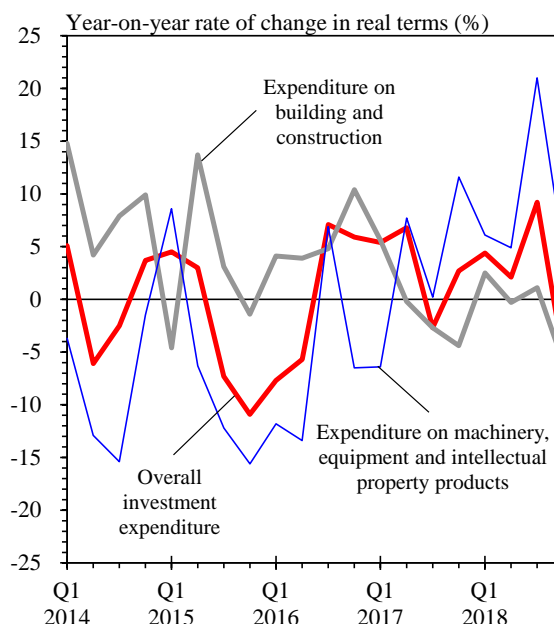 Year-on-year rate of change in real terms (%)
25
20
15
10
5
0
-5
-10
-15
-20
-25
Expenditure on
building and
construction
Expenditure on machinery,
equipment and intellectual
property products
Overall
investment
expenditure
Q1 Q1 Q1 Q1 Q1
2014 2015 2016 2017 2018